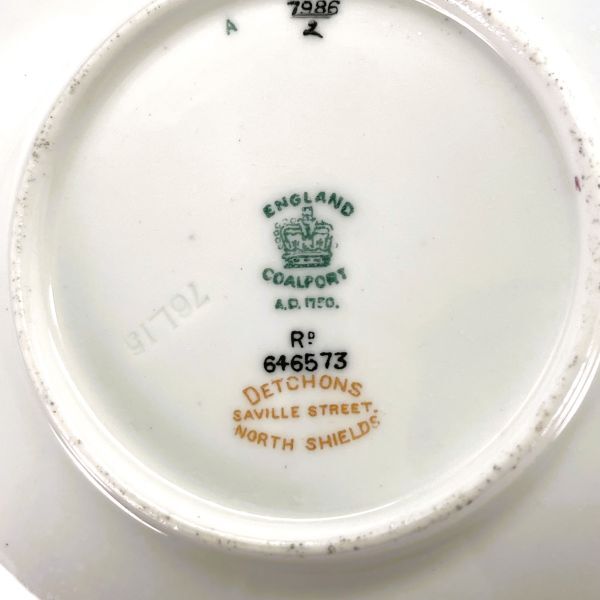 7986
2
A
ENGLAND
COALPORT
A.D. 1750.
76L15
RD
646573
DETCHONS
SAVILLE STREET.
NORTH SHIELDS